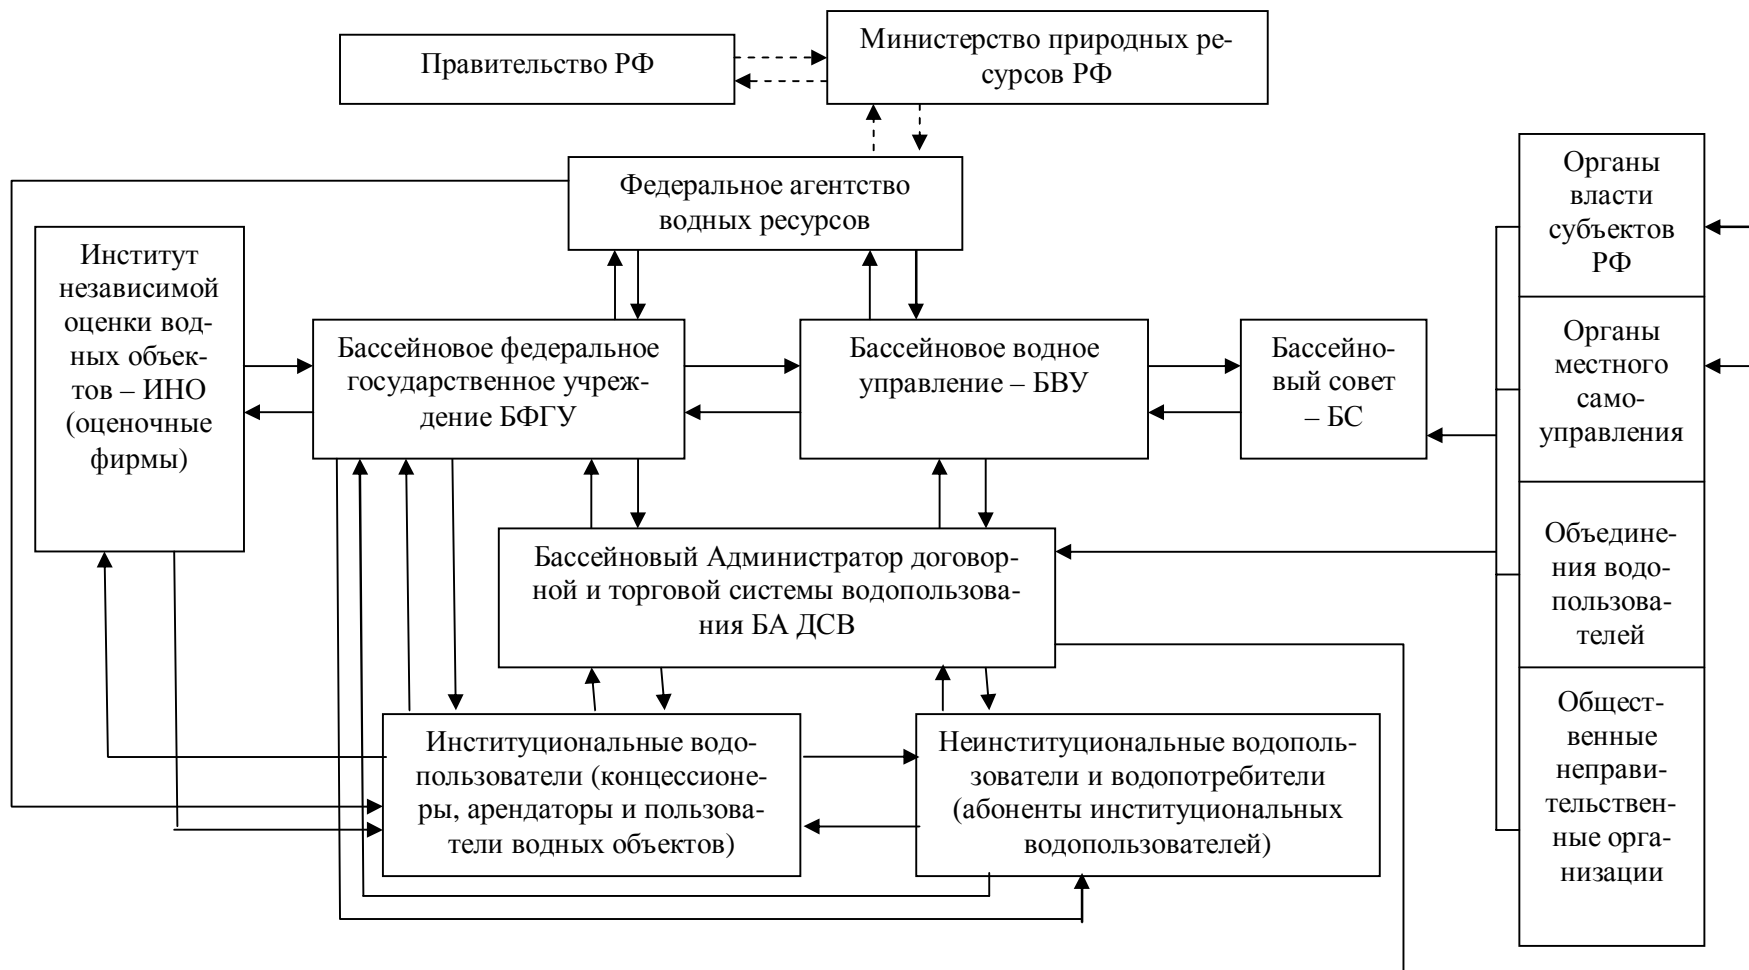 Правительство РФ
Министерство природных ре-
сурсов РФ
Федеральное агентство
водных ресурсов
Институт
независимой
оценки вод-
ных объек-
тов – ИНО
(оценочные
фирмы)
Бассейновое федеральное
государственное учреж-
дение БФГУ
Бассейновое водное
управление – БВУ
Бассейно-
вый совет
– БС
Органы
власти
субъектов
РФ
Органы
местного
само-
управления
Объедине-
ния водо-
пользова-
телей
Общест-
венные
неправи-
тельствен-
ные орга-
низации
Бассейновый Администратор договор-
ной и торговой системы водопользова-
ния БА ДСВ
Институциональные водо-
пользователи (концессионе-
ры, арендаторы и пользова-
тели водных объектов)
Неинституциональные водополь-
зователи и водопотребители
(абоненты институциональных
водопользователей)